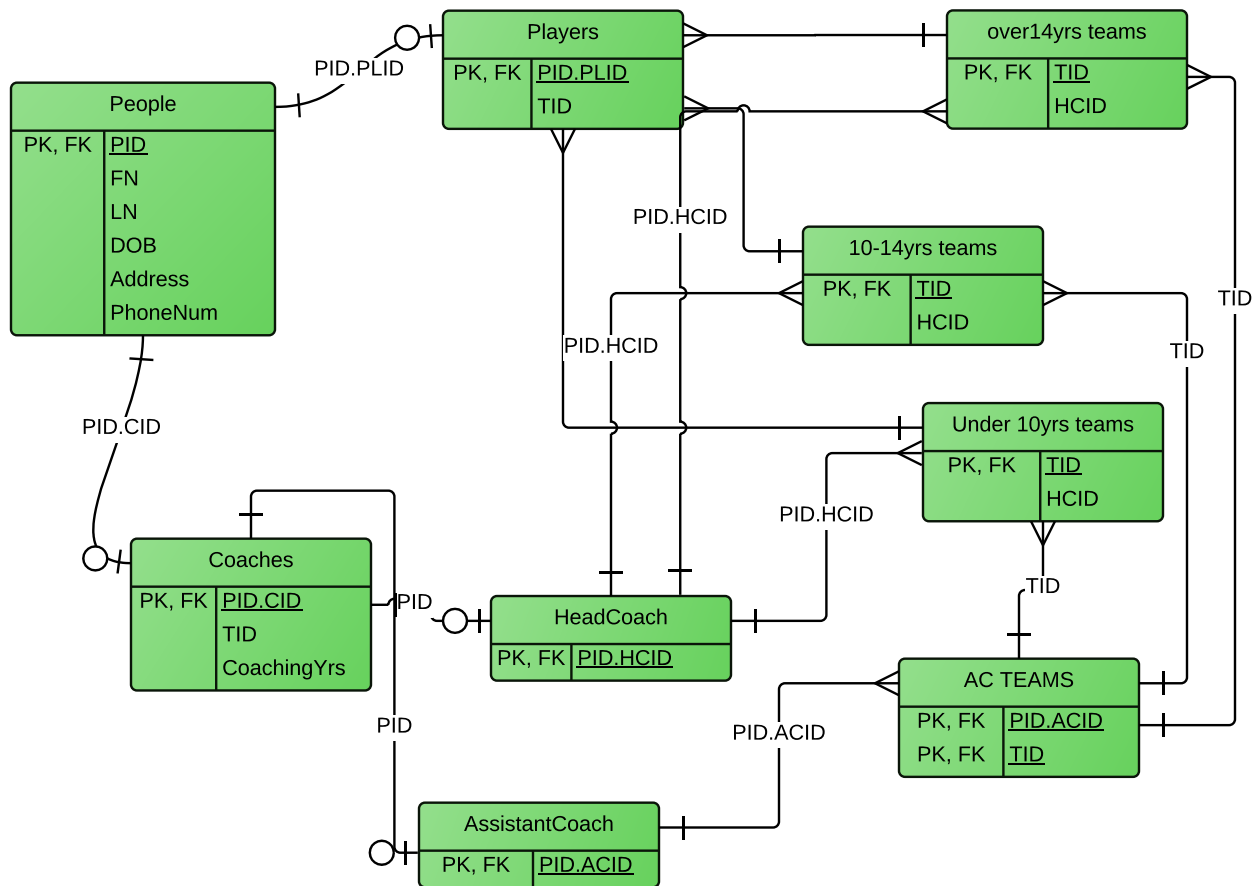 Players
PK, FK PID.PLID
TID
over14yrs teams
PK, FK TID
HCID
PID.PLID
People
PK, FK PID
FN
LN
DOB
Address
PhoneNum
PID.HCID
10-14yrs teams
PK, FK TID
HCID
TID
PID.HCID
TID
PID.CID
Under 10yrs teams
PK, FK TID
HCID
PID.HCID
Coaches
PK, FK PID.CID
TID
CoachingYrs
PID
TID
HeadCoach
PK, FK PID.HCID
AC TEAMS
PK, FK PID.ACID
PK, FK TID
PID
PID.ACID
AssistantCoach
PK, FK PID.ACID